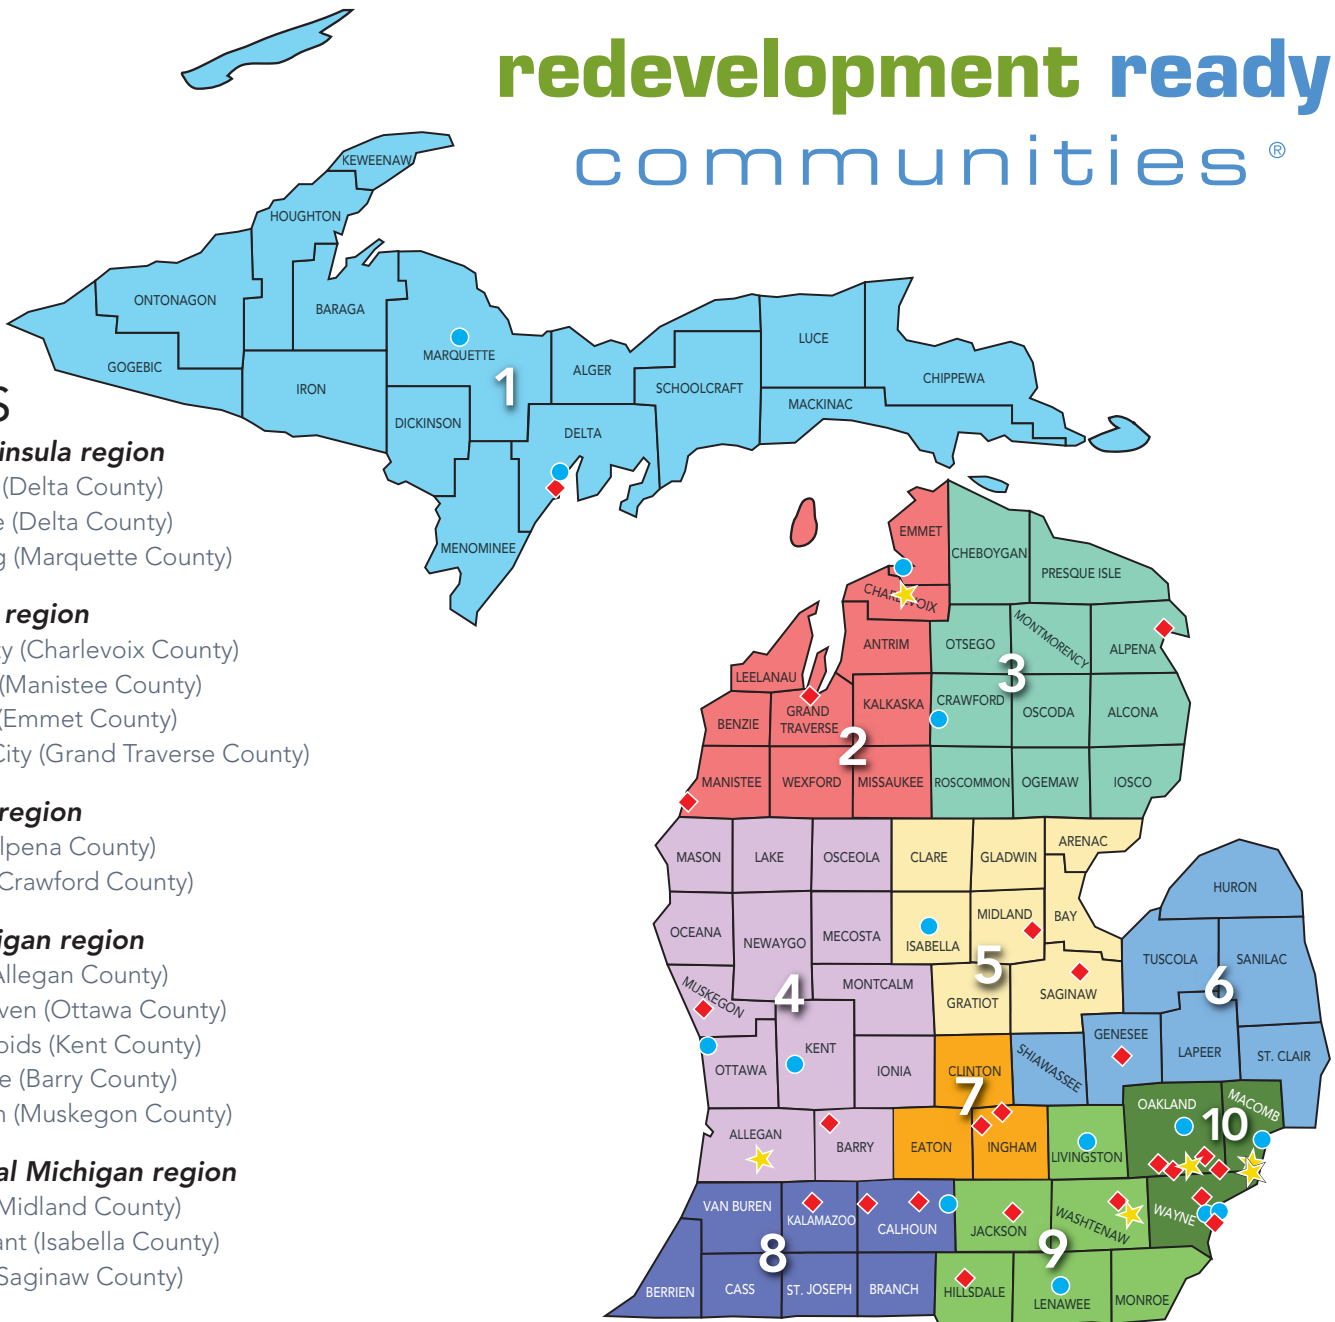 redevelopment ready
communities®
KEWEENAW
HOUGHTON
ONTONAGON
BARAGA
GOGEBIC
IRON
MARQUETTE
1
DICKINSON
ALGER
SCHOOLCRAFT
LUCE
CHIPPEWA
MACKINAC
DELTA
MENOMINEE
S
insula region
(Delta County)
e (Delta County)
g (Marquette County)
region
ty (Charlevoix County)
(Manistee County)
(Emmet County)
City (Grand Traverse County)
region
lpena County)
Crawford County)
igan region
Allegan County)
ven (Ottawa County)
pids (Kent County)
e (Barry County)
n (Muskegon County)
al Michigan region
Midland County)
ant (Isabella County)
Saginaw County)
EMMET
CHEBOYGAN
PRESQUE ISLE
CHARLEVOIX
ANTRIM
OTSEGO
MONTMORENCY
ALPENA
3
LEELANAU
BENZIE
GRAND
TRAVERSE
KALKASKA
CRAWFORD
OSCODA
ALCONA
2
MANISTEE
WEXFORD
MISSAUKEE
ROSCOMMON
OGEMAW
IOSCO
MASON
LAKE
OSCEOLA
CLARE
GLADWIN
ARENAC
OCEANA
NEWAYGO
MECOSTA
ISABELLA
MIDLAND
BAY
HURON
TUSCOLA
SANILAC
5
6
4
MUSKEGON
MONTCALM
GRATIOT
SAGINAW
GENESEE
LAPEER
ST. CLAIR
OTTAWA
KENT
IONIA
CLINTON
SHIAWASSEE
7
OAKLAND
MACOMB
10
ALLEGAN
BARRY
EATON
INGHAM
LIVINGSTON
VAN BUREN
KALAMAZOO
CALHOUN
JACKSON
WASHTENAW
WAYNE
8
9
BERRIEN
CASS
ST. JOSEPH
BRANCH
HILLSDALE
LENAWEE
MONROE